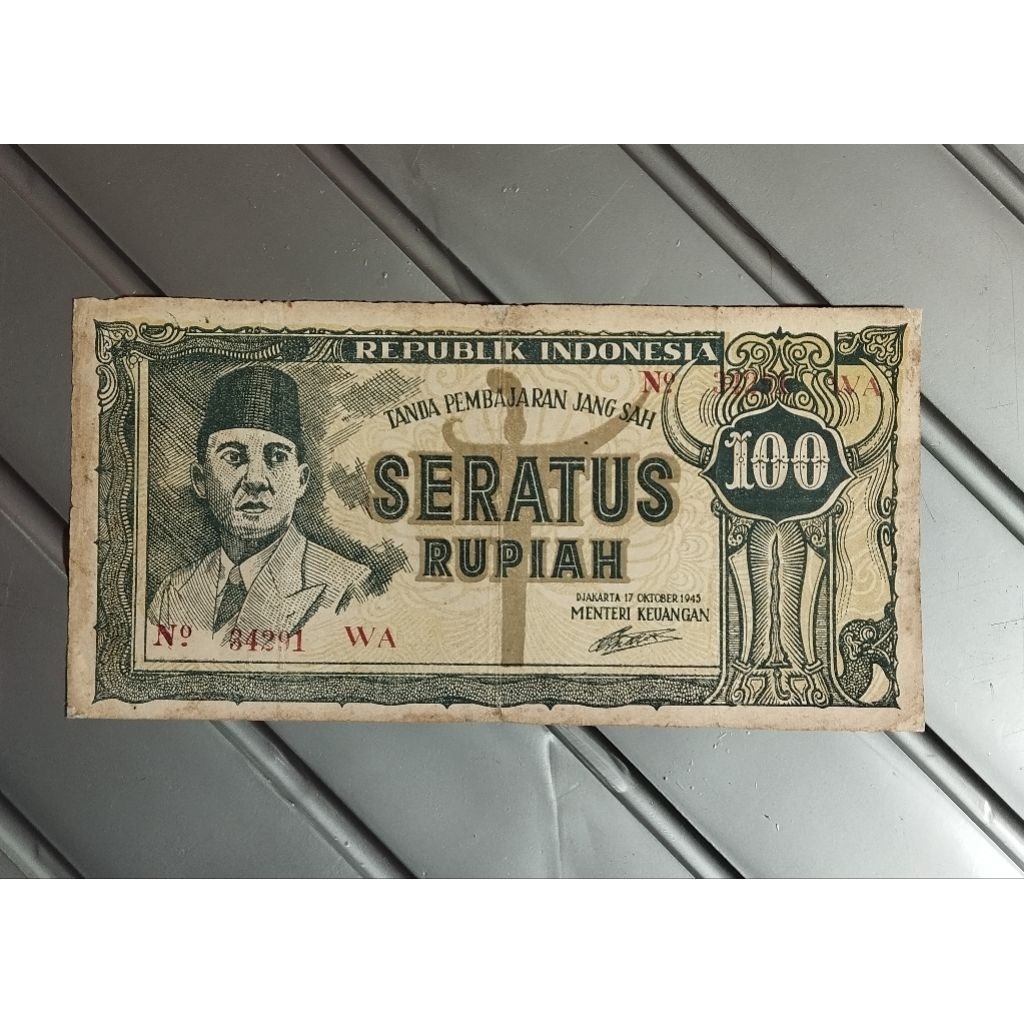 REPUBLIK INDONESIA
Nº WA
TANDA PEMBAJARAN JANG SAH
100
SERATUS
RUPIAH
DJAKARTA 17 OKTOBER 1945
MENTERI KEUANGAN
Nº 34291 WA